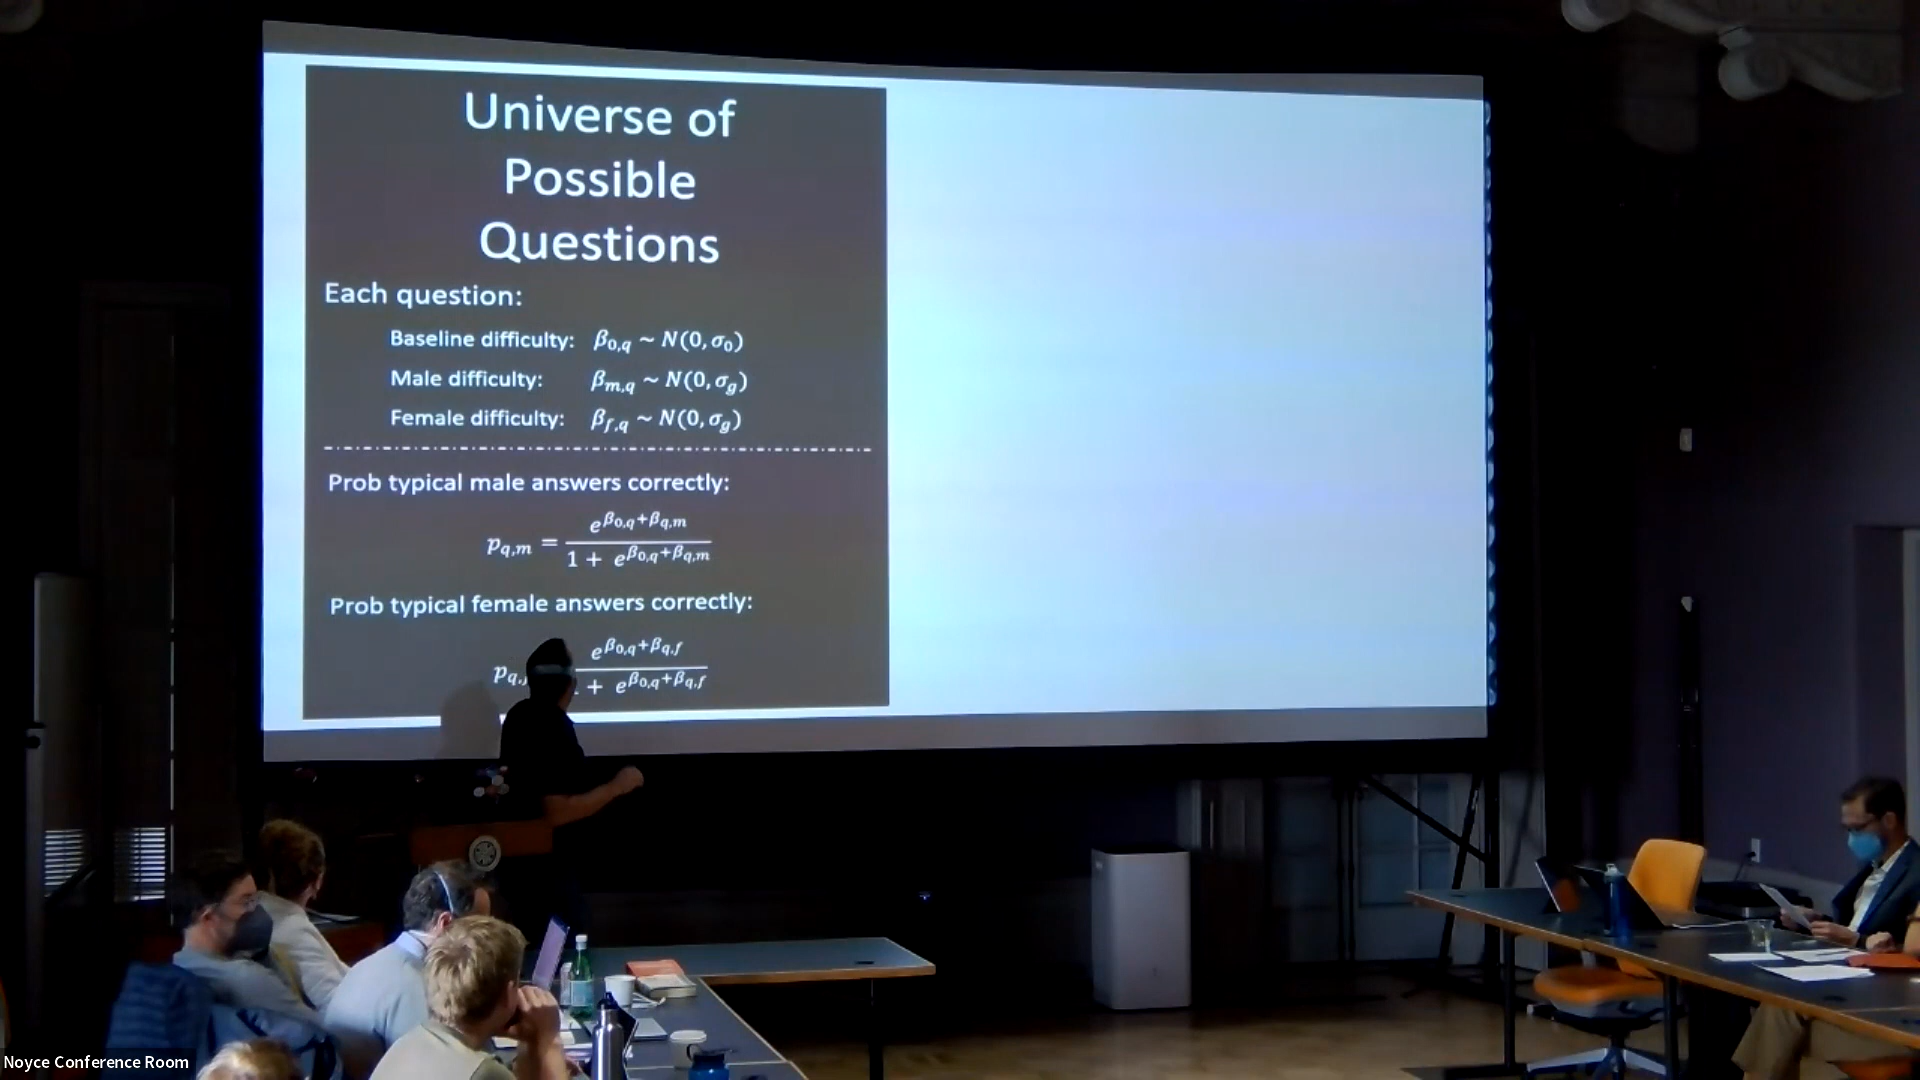 Universe of
Possible
Questions
Each question:
Baseline difficulty: β₀,q ~ N(0, σ₀)
Male difficulty: βm,q ~ N(0, σg)
Female difficulty: βf,q ~ N(0, σg)
Prob typical male answers correctly:
pq,m = e^(β₀,q+βq,m) / (1 + e^(β₀,q+βq,m))
Prob typical female answers correctly:
pq, e^(β₀,q+βq,f) / + e^(β₀,q+βq,f)
Noyce Conference Room